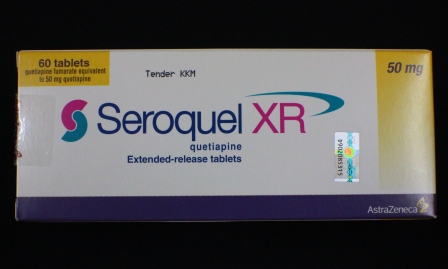 60 tablets
quetiapine fumarate equivalent
to 50 mg quetiapine
Tender KKM
50 mg
Seroquel XR
quetiapine
Extended-release tablets
0902085315
AstraZeneca